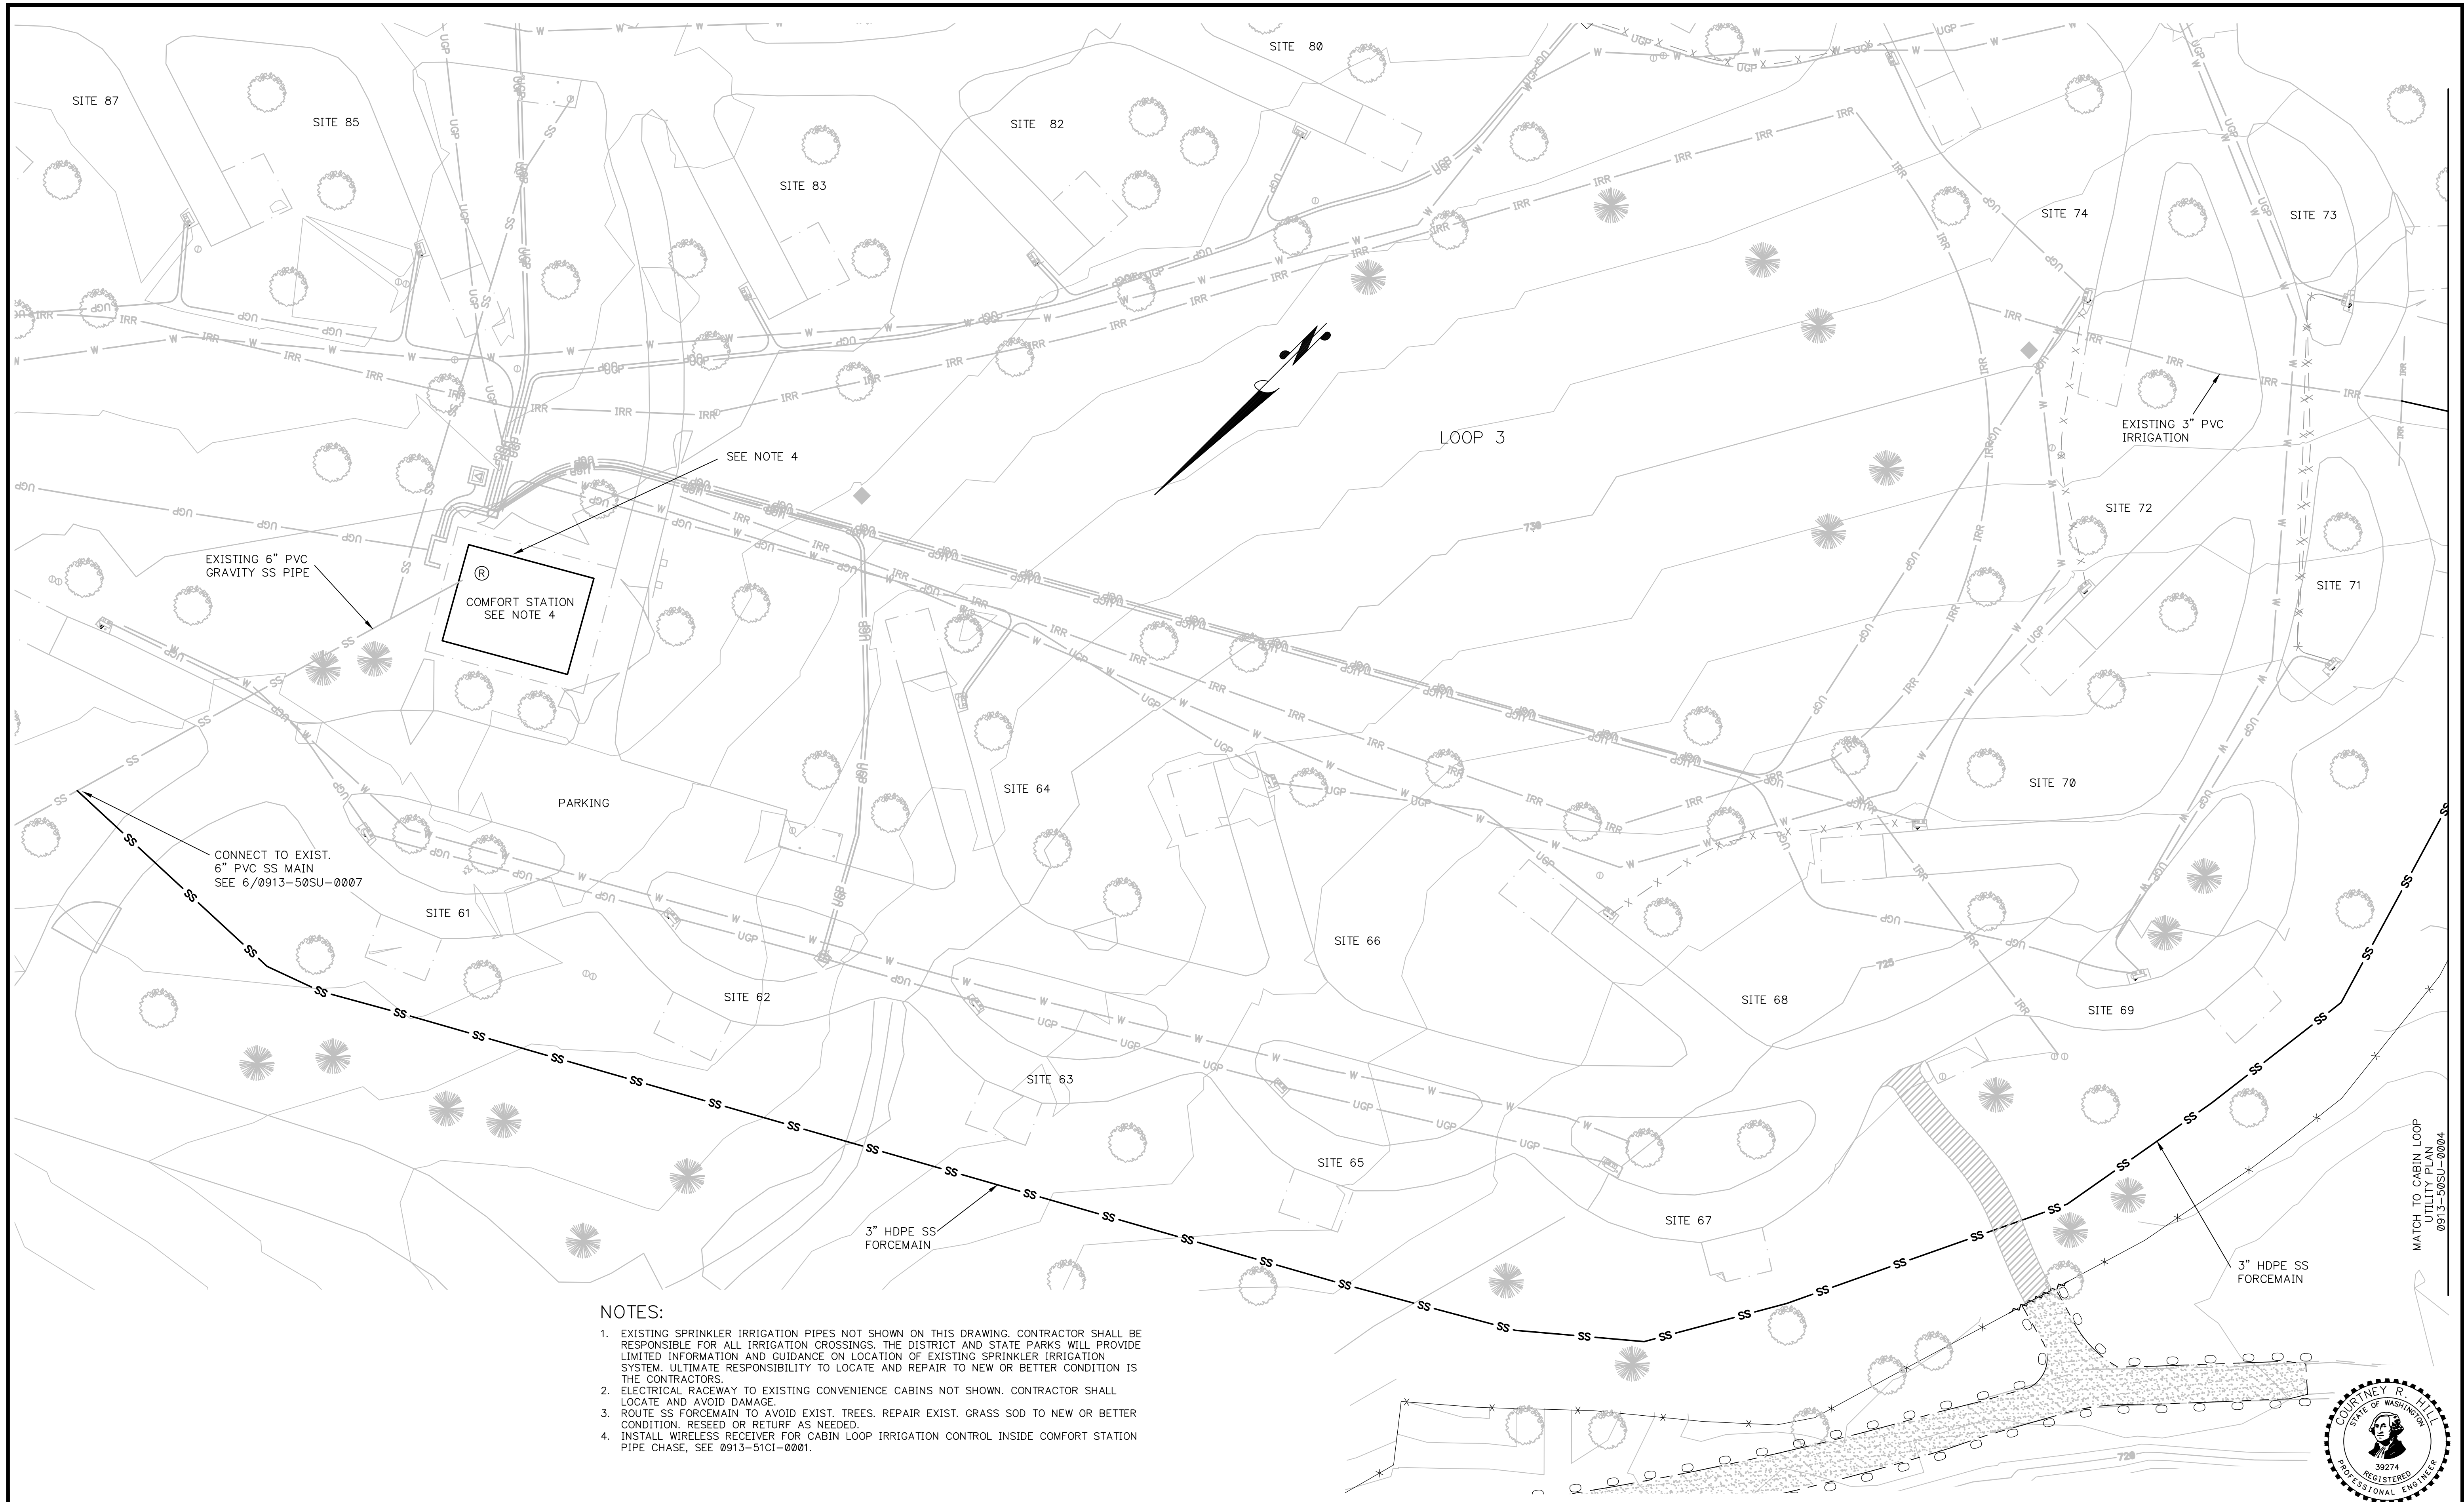 SITE 80
SITE 87
SITE 85
SITE 82
SITE 83
SITE 74
SITE 73
N
EXISTING 3" PVC
IRRIGATION
LOOP 3
SEE NOTE 4
730
SITE 72
EXISTING 6" PVC
GRAVITY SS PIPE
R
COMFORT STATION
SEE NOTE 4
SITE 71
SITE 64
SITE 70
PARKING
CONNECT TO EXIST.
6" PVC SS MAIN
SEE 6/0913-50SU-0007
SITE 61
SITE 66
725
SITE 62
SITE 68
SITE 69
SITE 63
SITE 65
SITE 67
3" HDPE SS
FORCEMAIN
MATCH TO CABIN LOOP
UTILITY PLAN
0913-50SU-0004
3" HDPE SS
FORCEMAIN
UGP
W
IRR
SS
X
NOTES:
1. EXISTING SPRINKLER IRRIGATION PIPES NOT SHOWN ON THIS DRAWING. CONTRACTOR SHALL BE
RESPONSIBLE FOR ALL IRRIGATION CROSSINGS. THE DISTRICT AND STATE PARKS WILL PROVIDE
LIMITED INFORMATION AND GUIDANCE ON LOCATION OF EXISTING SPRINKLER IRRIGATION
SYSTEM. ULTIMATE RESPONSIBILITY TO LOCATE AND REPAIR TO NEW OR BETTER CONDITION IS
THE CONTRACTORS.
2. ELECTRICAL RACEWAY TO EXISTING CONVENIENCE CABINS NOT SHOWN. CONTRACTOR SHALL
LOCATE AND AVOID DAMAGE.
3. ROUTE SS FORCEMAIN TO AVOID EXIST. TREES. REPAIR EXIST. GRASS SOD TO NEW OR BETTER
CONDITION. RESEED OR RETURF AS NEEDED.
4. INSTALL WIRELESS RECEIVER FOR CABIN LOOP IRRIGATION CONTROL INSIDE COMFORT STATION
PIPE CHASE, SEE 0913-51CI-0001.
COURTNEY R. HILL
STATE OF WASHINGTON
39274
REGISTERED
PROFESSIONAL ENGINEER
720